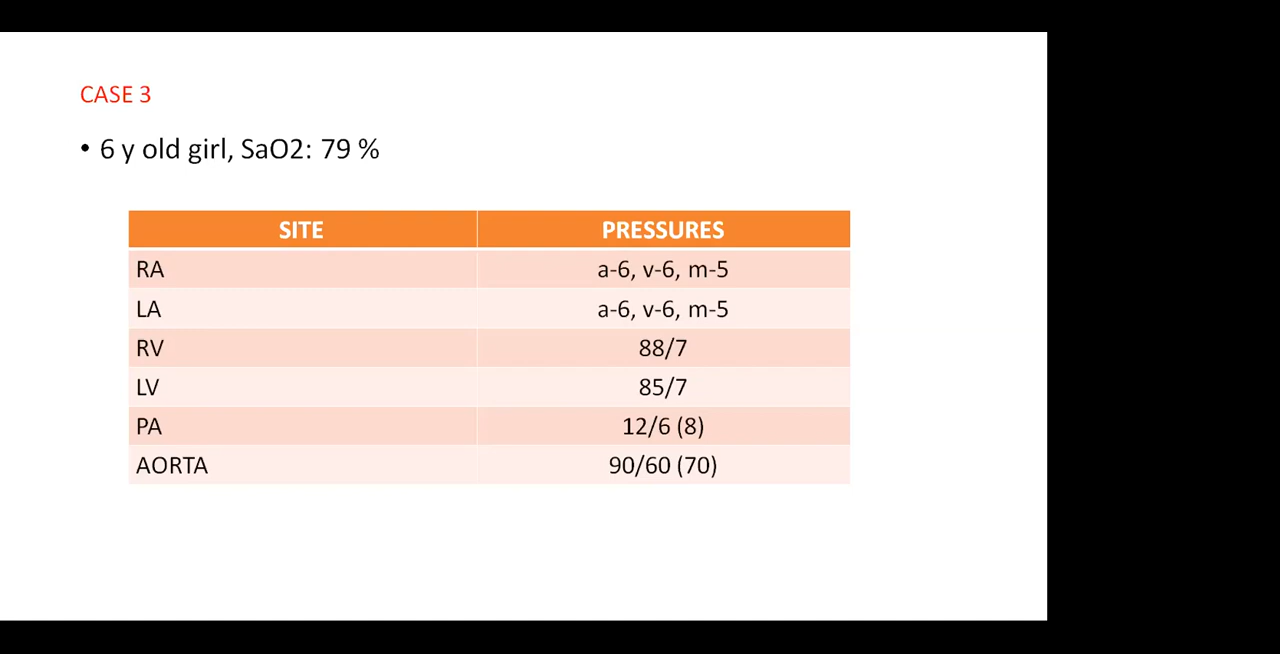 CASE 3
• 6 y old girl, SaO2: 79 %
SITE PRESSURES
RA a-6, v-6, m-5
LA a-6, v-6, m-5
RV 88/7
LV 85/7
PA 12/6 (8)
AORTA 90/60 (70)